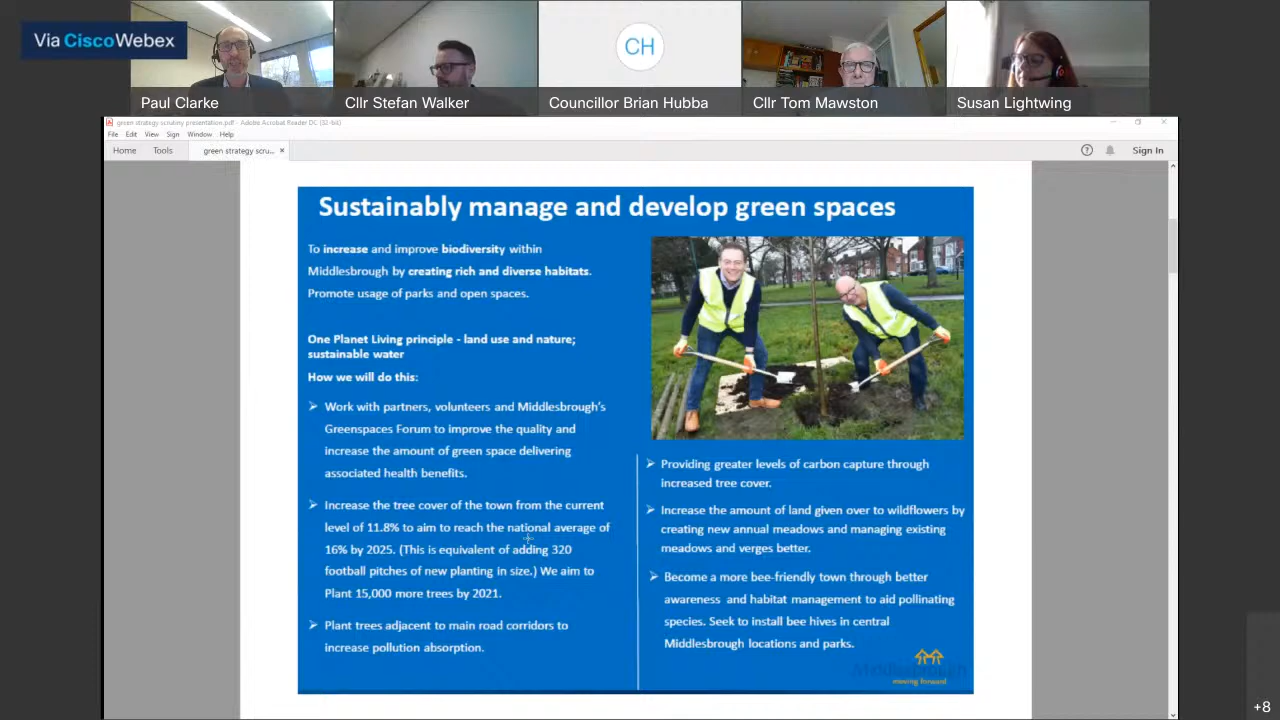 Via CiscoWebex
Paul Clarke
Cllr Stefan Walker
CH
Councillor Brian Hubba
Cllr Tom Mawston
Susan Lightwing
green strategy scrutiny presentation.pdf - Adobe Acrobat Reader DC (32-bit)
File Edit View Sign Window Help
Home Tools green strategy scru... ×
? Sign In
Sustainably manage and develop green spaces
To increase and improve biodiversity within
Middlesbrough by creating rich and diverse habitats.
Promote usage of parks and open spaces.
One Planet Living principle - land use and nature;
sustainable water
How we will do this:
Work with partners, volunteers and Middlesbrough's
Greenspaces Forum to improve the quality and
increase the amount of green space delivering
associated health benefits.
Increase the tree cover of the town from the current
level of 11.8% to aim to reach the national average of
16% by 2025. (This is equivalent of adding 320
football pitches of new planting in size.) We aim to
Plant 15,000 more trees by 2021.
Plant trees adjacent to main road corridors to
increase pollution absorption.
Providing greater levels of carbon capture through
increased tree cover.
Increase the amount of land given over to wildflowers by
creating new annual meadows and managing existing
meadows and verges better.
Become a more bee-friendly town through better
awareness and habitat management to aid pollinating
species. Seek to install bee hives in central
Middlesbrough locations and parks.
Middlesbrough
moving forward
+8